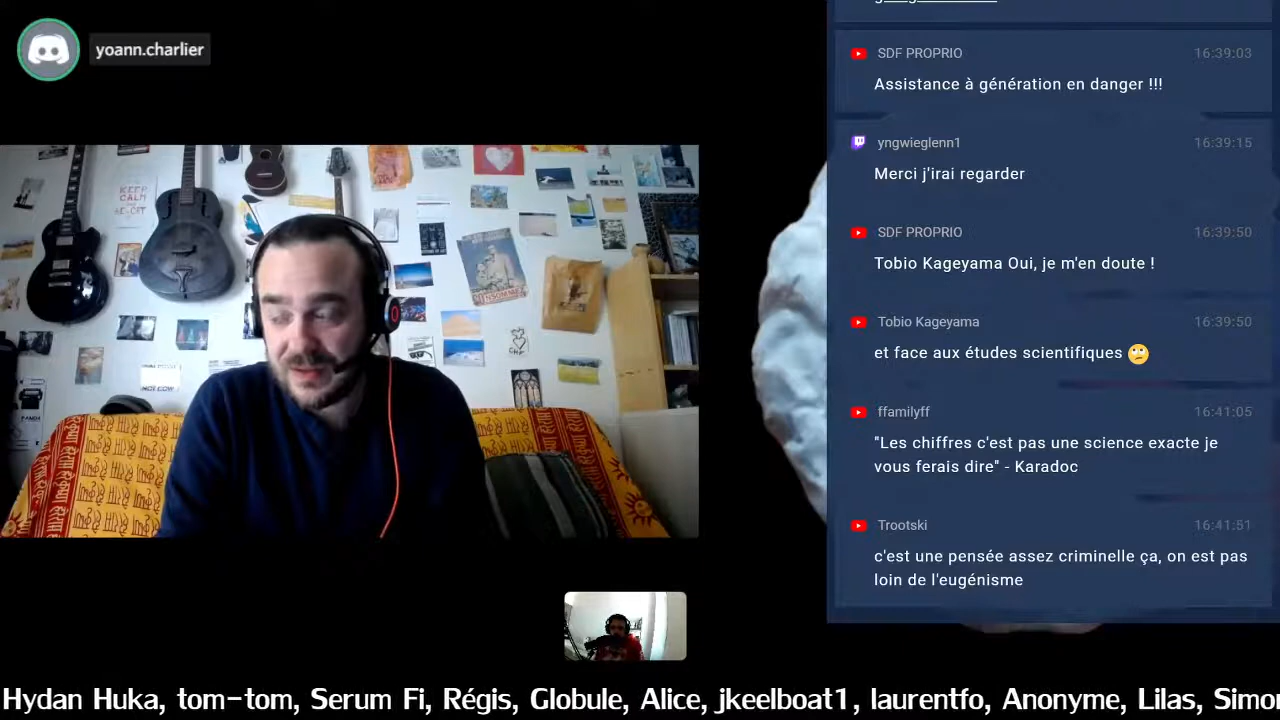 yoann.charlier
SDF PROPRIO 16:39:03
Assistance à génération en danger !!!
yngwieglenn1 16:39:15
Merci j'irai regarder
SDF PROPRIO 16:39:50
Tobio Kageyama Oui, je m'en doute !
Tobio Kageyama 16:39:50
et face aux études scientifiques 🙄
ffamilyff 16:41:05
"Les chiffres c'est pas une science exacte je
vous ferais dire" - Karadoc
Trootski 16:41:51
c'est une pensée assez criminelle ça, on est pas
loin de l'eugénisme
KEEP
CALM
Hydan Huka, tom-tom, Serum Fi, Régis, Globule, Alice, jkeelboat1, laurentfo, Anonyme, Lilas, Simo